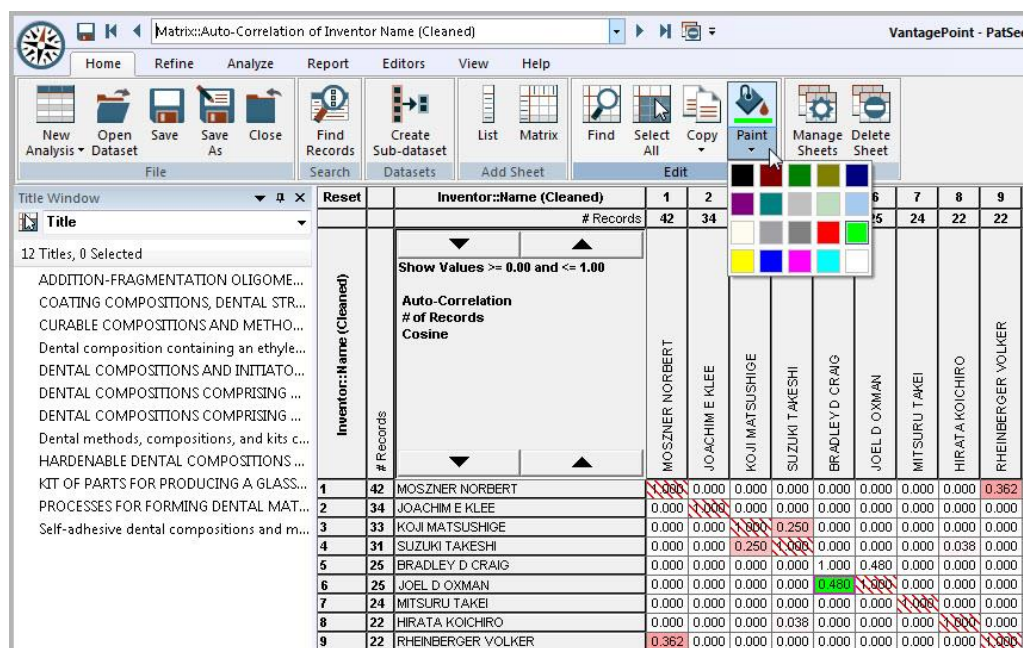 Matrix::Auto-Correlation of Inventor Name (Cleaned)
VantagePoint - PatSe
Home Refine Analyze Report Editors View Help
New Analysis Open Dataset Save Save As Close Find Records Create Sub-dataset List Matrix Find Select All Copy Paint Manage Sheets Delete Sheet
File Search Datasets Add Sheet Edit
Title Window
Title
12 Titles, 0 Selected
ADDITION-FRAGMENTATION OLIGOME...
COATING COMPOSITIONS, DENTAL STR...
CURABLE COMPOSITIONS AND METHO...
Dental composition containing an ethyle...
DENTAL COMPOSITIONS AND INITIATO...
DENTAL COMPOSITIONS COMPRISING ...
DENTAL COMPOSITIONS COMPRISING ...
Dental methods, compositions, and kits c...
HARDENABLE DENTAL COMPOSITIONS ...
KIT OF PARTS FOR PRODUCING A GLASS...
PROCESSES FOR FORMING DENTAL MAT...
Self-adhesive dental compositions and m...
Reset Inventor::Name (Cleaned) 1 2 6 7 8 9
# Records 42 34 25 24 22 22
Show Values >= 0.00 and <= 1.00
Auto-Correlation
# of Records
Cosine
Inventor::Name (Cleaned)
# Records
MOSZNER NORBERT
JOACHIM E KLEE
KOJI MATSUSHIGE
SUZUKI TAKESHI
BRADLEY D CRAIG
JOEL D OXMAN
MITSURU TAKEI
HIRATA KOICHIRO
RHEINBERGER VOLKER
1 42 MOSZNER NORBERT 1.000 0.000 0.000 0.000 0.000 0.000 0.000 0.000 0.362
2 34 JOACHIM E KLEE 0.000 1.000 0.000 0.000 0.000 0.000 0.000 0.000 0.000
3 33 KOJI MATSUSHIGE 0.000 0.000 1.000 0.250 0.000 0.000 0.000 0.000 0.000
4 31 SUZUKI TAKESHI 0.000 0.000 0.250 1.000 0.000 0.000 0.000 0.038 0.000
5 25 BRADLEY D CRAIG 0.000 0.000 0.000 0.000 1.000 0.480 0.000 0.000 0.000
6 25 JOEL D OXMAN 0.000 0.000 0.000 0.000 0.480 1.000 0.000 0.000 0.000
7 24 MITSURU TAKEI 0.000 0.000 0.000 0.000 0.000 0.000 1.000 0.000 0.000
8 22 HIRATA KOICHIRO 0.000 0.000 0.000 0.038 0.000 0.000 0.000 1.000 0.000
9 22 RHEINBERGER VOLKER 0.362 0.000 0.000 0.000 0.000 0.000 0.000 0.000 1.000